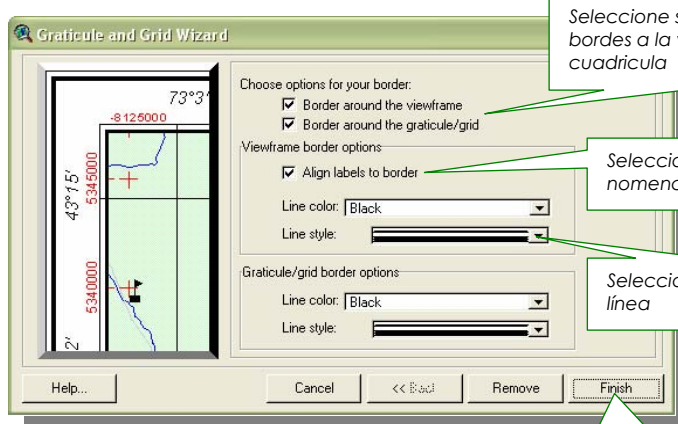 Graticule and Grid Wizard
Seleccione s
bordes a la
cuadricula
73°3'
-8125000
43°15'
5345000
5340000
2'
Choose options for your border:
Border around the viewframe
Border around the graticule/grid
Viewframe border options
Align labels to border
Line color: Black
Line style:
Graticule/grid border options
Line color: Black
Line style:
Selecci
nomen
Selecci
línea
Help...
Cancel
<< Back
Remove
Finish